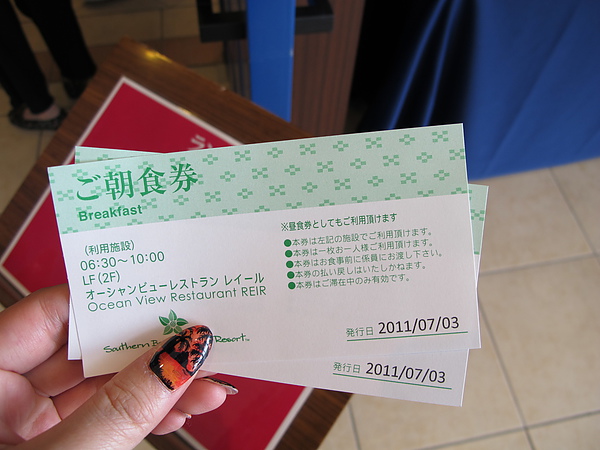 ご朝食券
Breakfast
(利用施設)
06:30～10:00
LF(2F)
オーシャンビューレストラン レイール
Ocean View Restaurant REIR
Southern B Resort
※昼食券としてもご利用頂けます
●本券は左記の施設でご利用頂けます。
●本券は一枚お一人様ご利用頂けます。
●本券はお食事前に係員にお渡し下さい。
●本券の払い戻しはいたしかねます。
●本券はご滞在中のみ有効です。
発行日 2011/07/03
発行日 2011/07/03